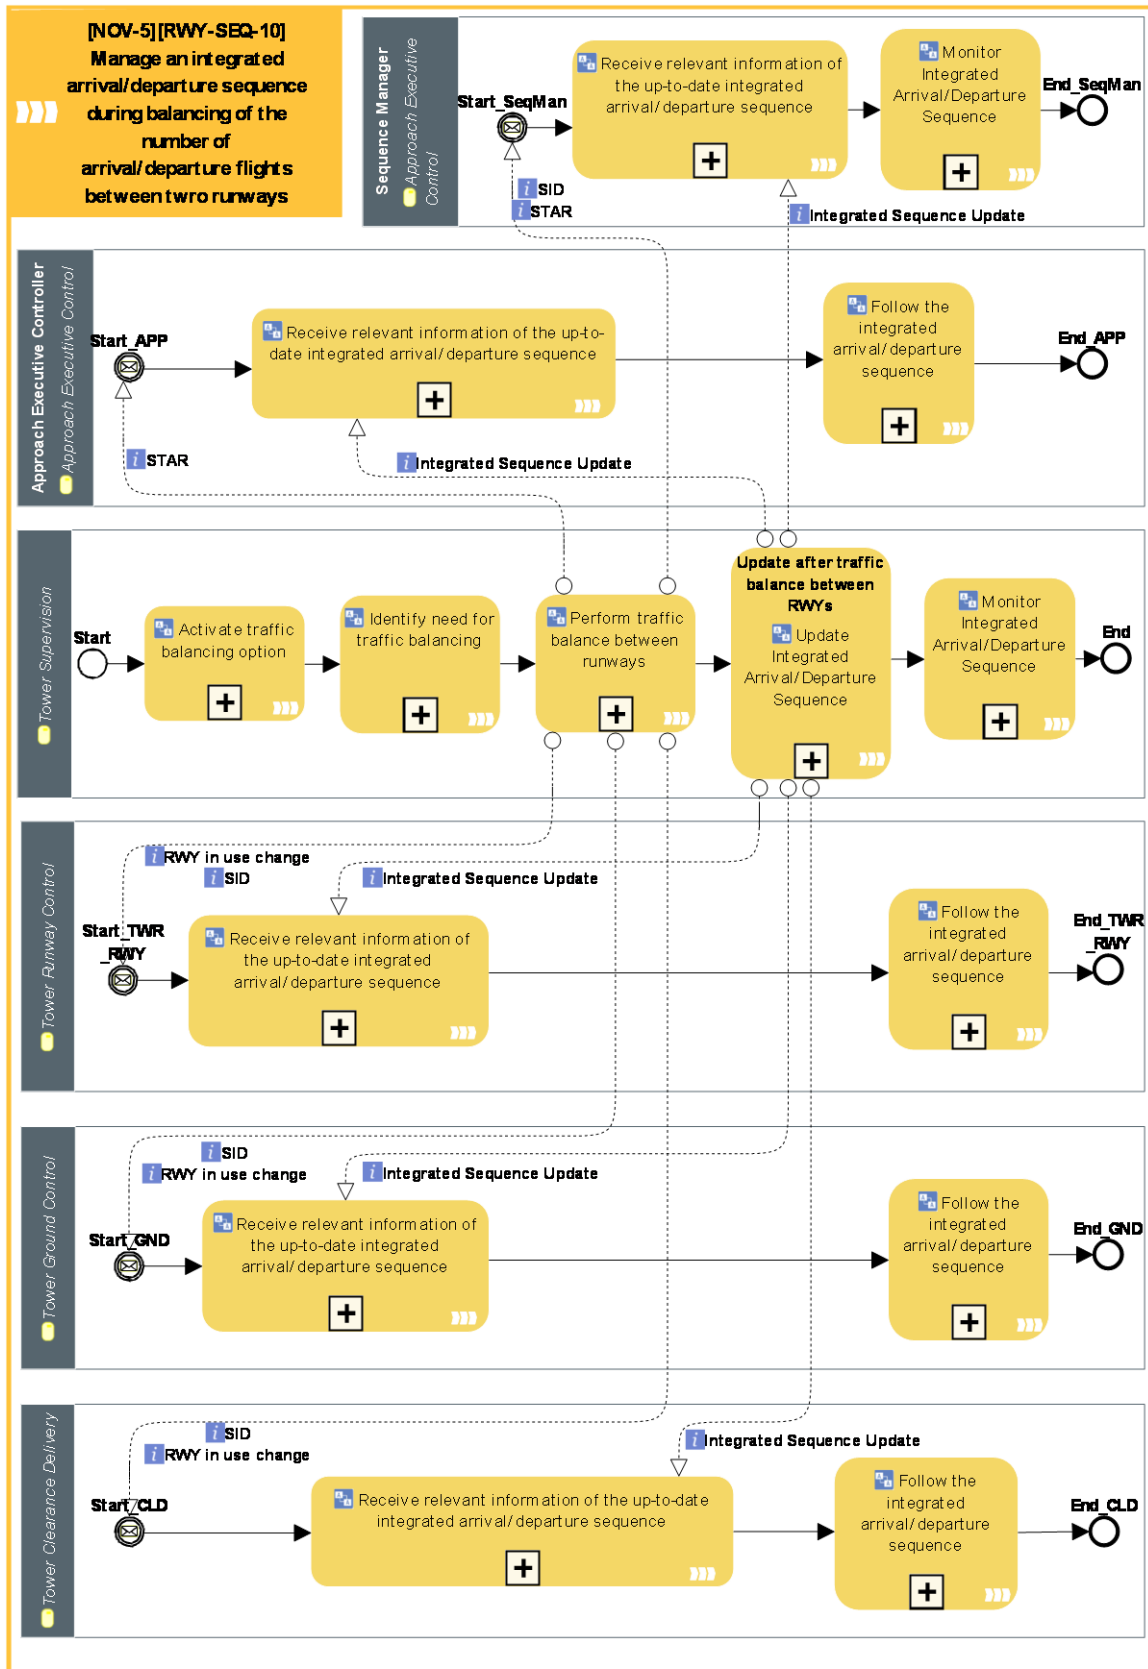 [NOV-5][RWY-SEQ-10]
Manage an integrated
arrival/departure sequence
during balancing of the
number of
arrival/departure flights
between twro runways
Sequence Manager
Approach Executive
Control
Start_SeqMan
Receive relevant information of
the up-to-date integrated
arrival/departure sequence
Monitor
Integrated
Arrival/Departure
Sequence
End_SeqMan
SID
STAR
Integrated Sequence Update
Approach Executive Controller
Approach Executive Control
Start_APP
Receive relevant information of the up-to-
date integrated arrival/departure sequence
Follow the
integrated
arrival/departure
sequence
End_APP
STAR
Integrated Sequence Update
Tower Supervision
Start
Activate traffic
balancing option
Identify need for
traffic balancing
Perform traffic
balance between
runways
Update after traffic
balance between
RWYs
Update
Integrated
Arrival/Departure
Sequence
Monitor
Integrated
Arrival/Departure
Sequence
End
Tower Runway Control
RWY in use change
SID
Integrated Sequence Update
Start_TWR
_RWY
Receive relevant information of
the up-to-date integrated
arrival/departure sequence
Follow the
integrated
arrival/departure
sequence
End_TWR
_RWY
Tower Ground Control
SID
RWY in use change
Integrated Sequence Update
Start_GND
Receive relevant information of
the up-to-date integrated
arrival/departure sequence
Follow the
integrated
arrival/departure
sequence
End_GND
Tower Clearance Delivery
SID
RWY in use change
Integrated Sequence Update
Start_CLD
Receive relevant information of the up-to-date
integrated arrival/departure sequence
Follow the
integrated
arrival/departure
sequence
End_CLD